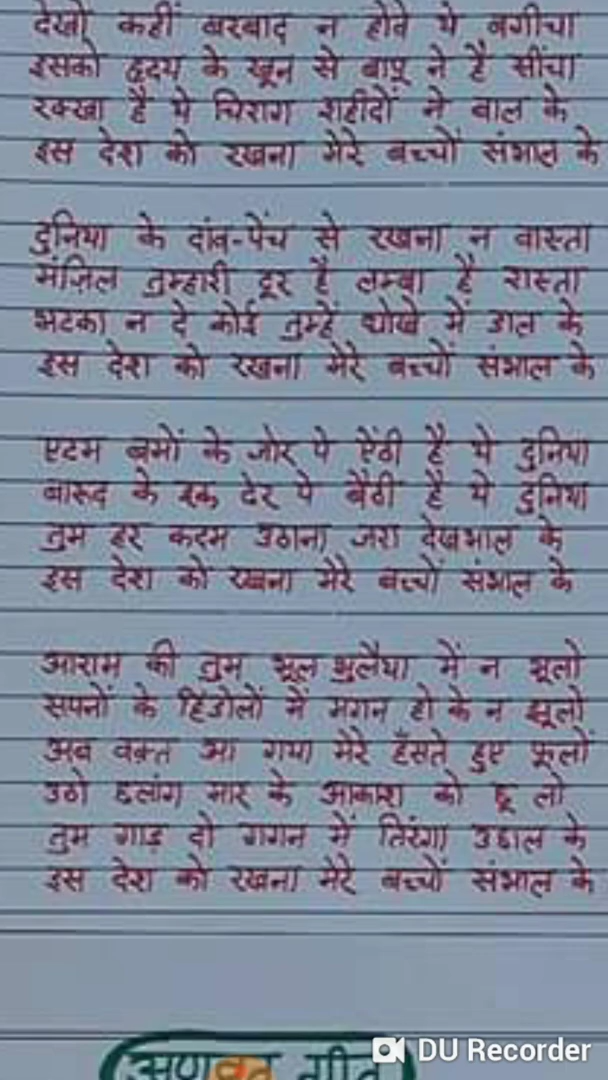 देखो कहीं बरबाद न होवे ये बगीचा
इसको हृदय के खून से बापू ने है सींचा
रक्खा है ये चिराग शहीदों ने बाल के
इस देश को रखना मेरे बच्चों संभाल के
दुनिया के दांव-पेंच से रखना न वास्ता
मंज़िल तुम्हारी दूर है लम्बा है रास्ता
भटका न दे कोई तुम्हें धोखे में डाल के
इस देश को रखना मेरे बच्चों संभाल के
एटम बमों के जोर पे ऐंठी है ये दुनिया
बारूद के इक ढेर पे बैठी है ये दुनिया
तुम हर कदम उठाना जरा देखभाल के
इस देश को रखना मेरे बच्चों संभाल के
आराम की तुम भूल भुलैया में न भूलो
सपनों के हिंडोलों में मगन हो के न झूलो
अब वक़्त आ गया मेरे हँसते हुए फूलों
उठो छलांग मार के आकाश को छू लो
तुम गाड़ दो गगन में तिरंगा उछाल के
इस देश को रखना मेरे बच्चों संभाल के
अणुव्रत गीत
DU Recorder